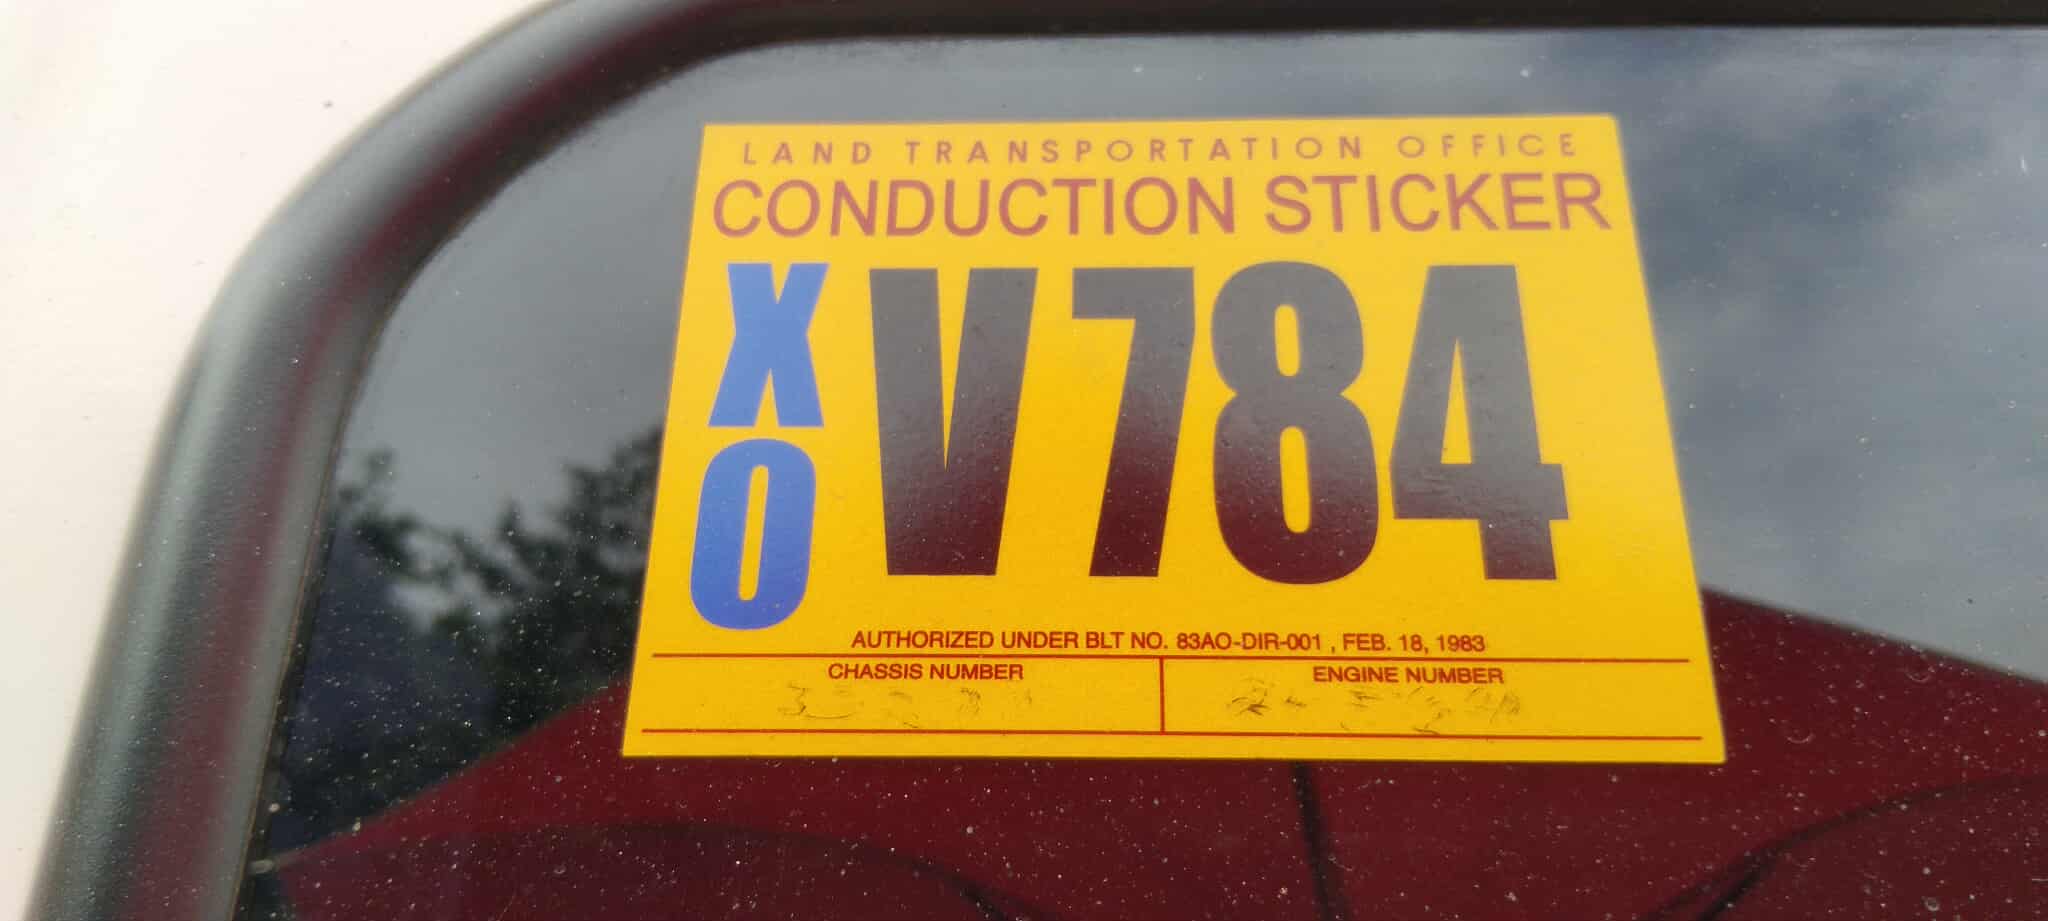 LAND TRANSPORTATION OFFICE
CONDUCTION STICKER
XO V784
AUTHORIZED UNDER BLT NO. 83AO-DIR-001 , FEB. 18, 1983
CHASSIS NUMBER ENGINE NUMBER